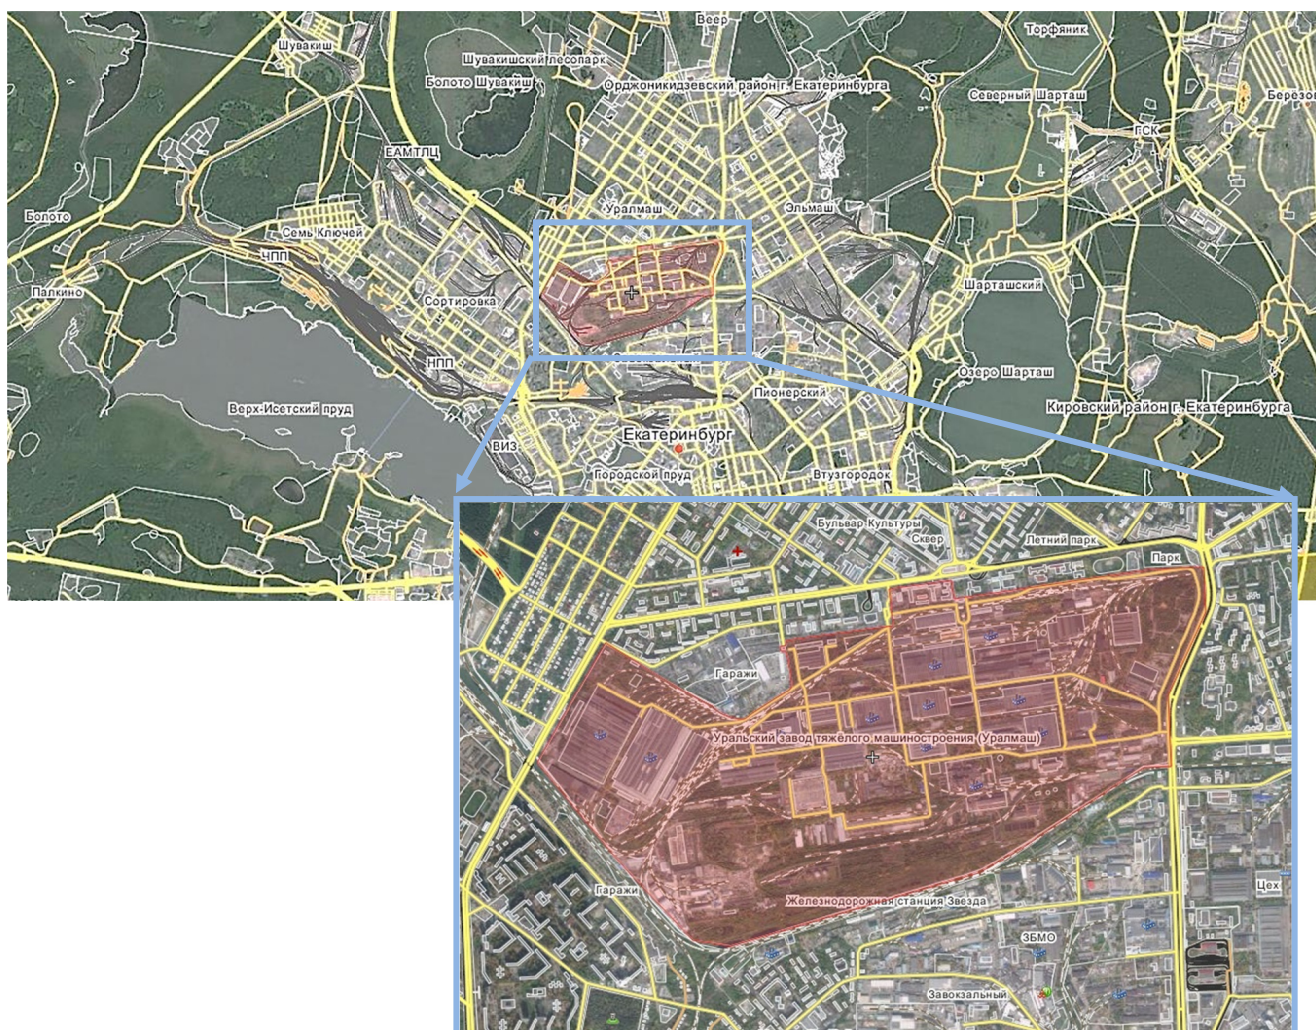 Веер
Торфяник
Шувакиш
Шувакишский лесопарк
Болото Шувакиш
Орджоникидзевский район г. Екатеринбурга
Северный Шарташ
ГСК
ЕАМТЛЦ
Болото
Уралмаш
Эльмаш
Семь Ключей
ЧПП
Палкино
Сортировка
Шарташский
НПП
Озеро Шарташ
Пионерский
Верх-Исетский пруд
Кировский район г. Екатеринбурга
Екатеринбург
ВИЗ
Городской пруд
Втузгородок
Бульвар Культуры
Сквер
Летний парк
Парк
Гаражи
Уральский завод тяжёлого машиностроения (Уралмаш)
Гаражи
Цех
Железнодорожная станция Звезда
ЗБМО
Завокзальный